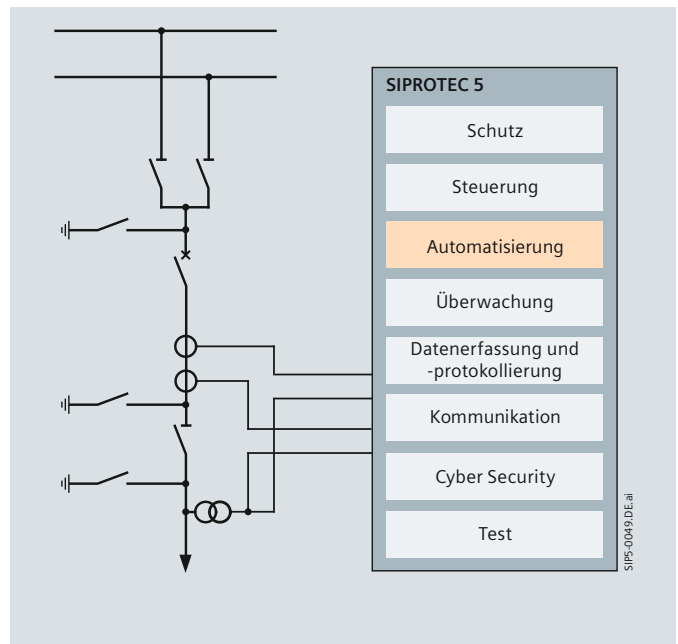 SIPROTEC 5
Schutz
Steuerung
Automatisierung
Überwachung
Datenerfassung und
-protokollierung
Kommunikation
Cyber Security
Test
SIP5-0049.DE.ai